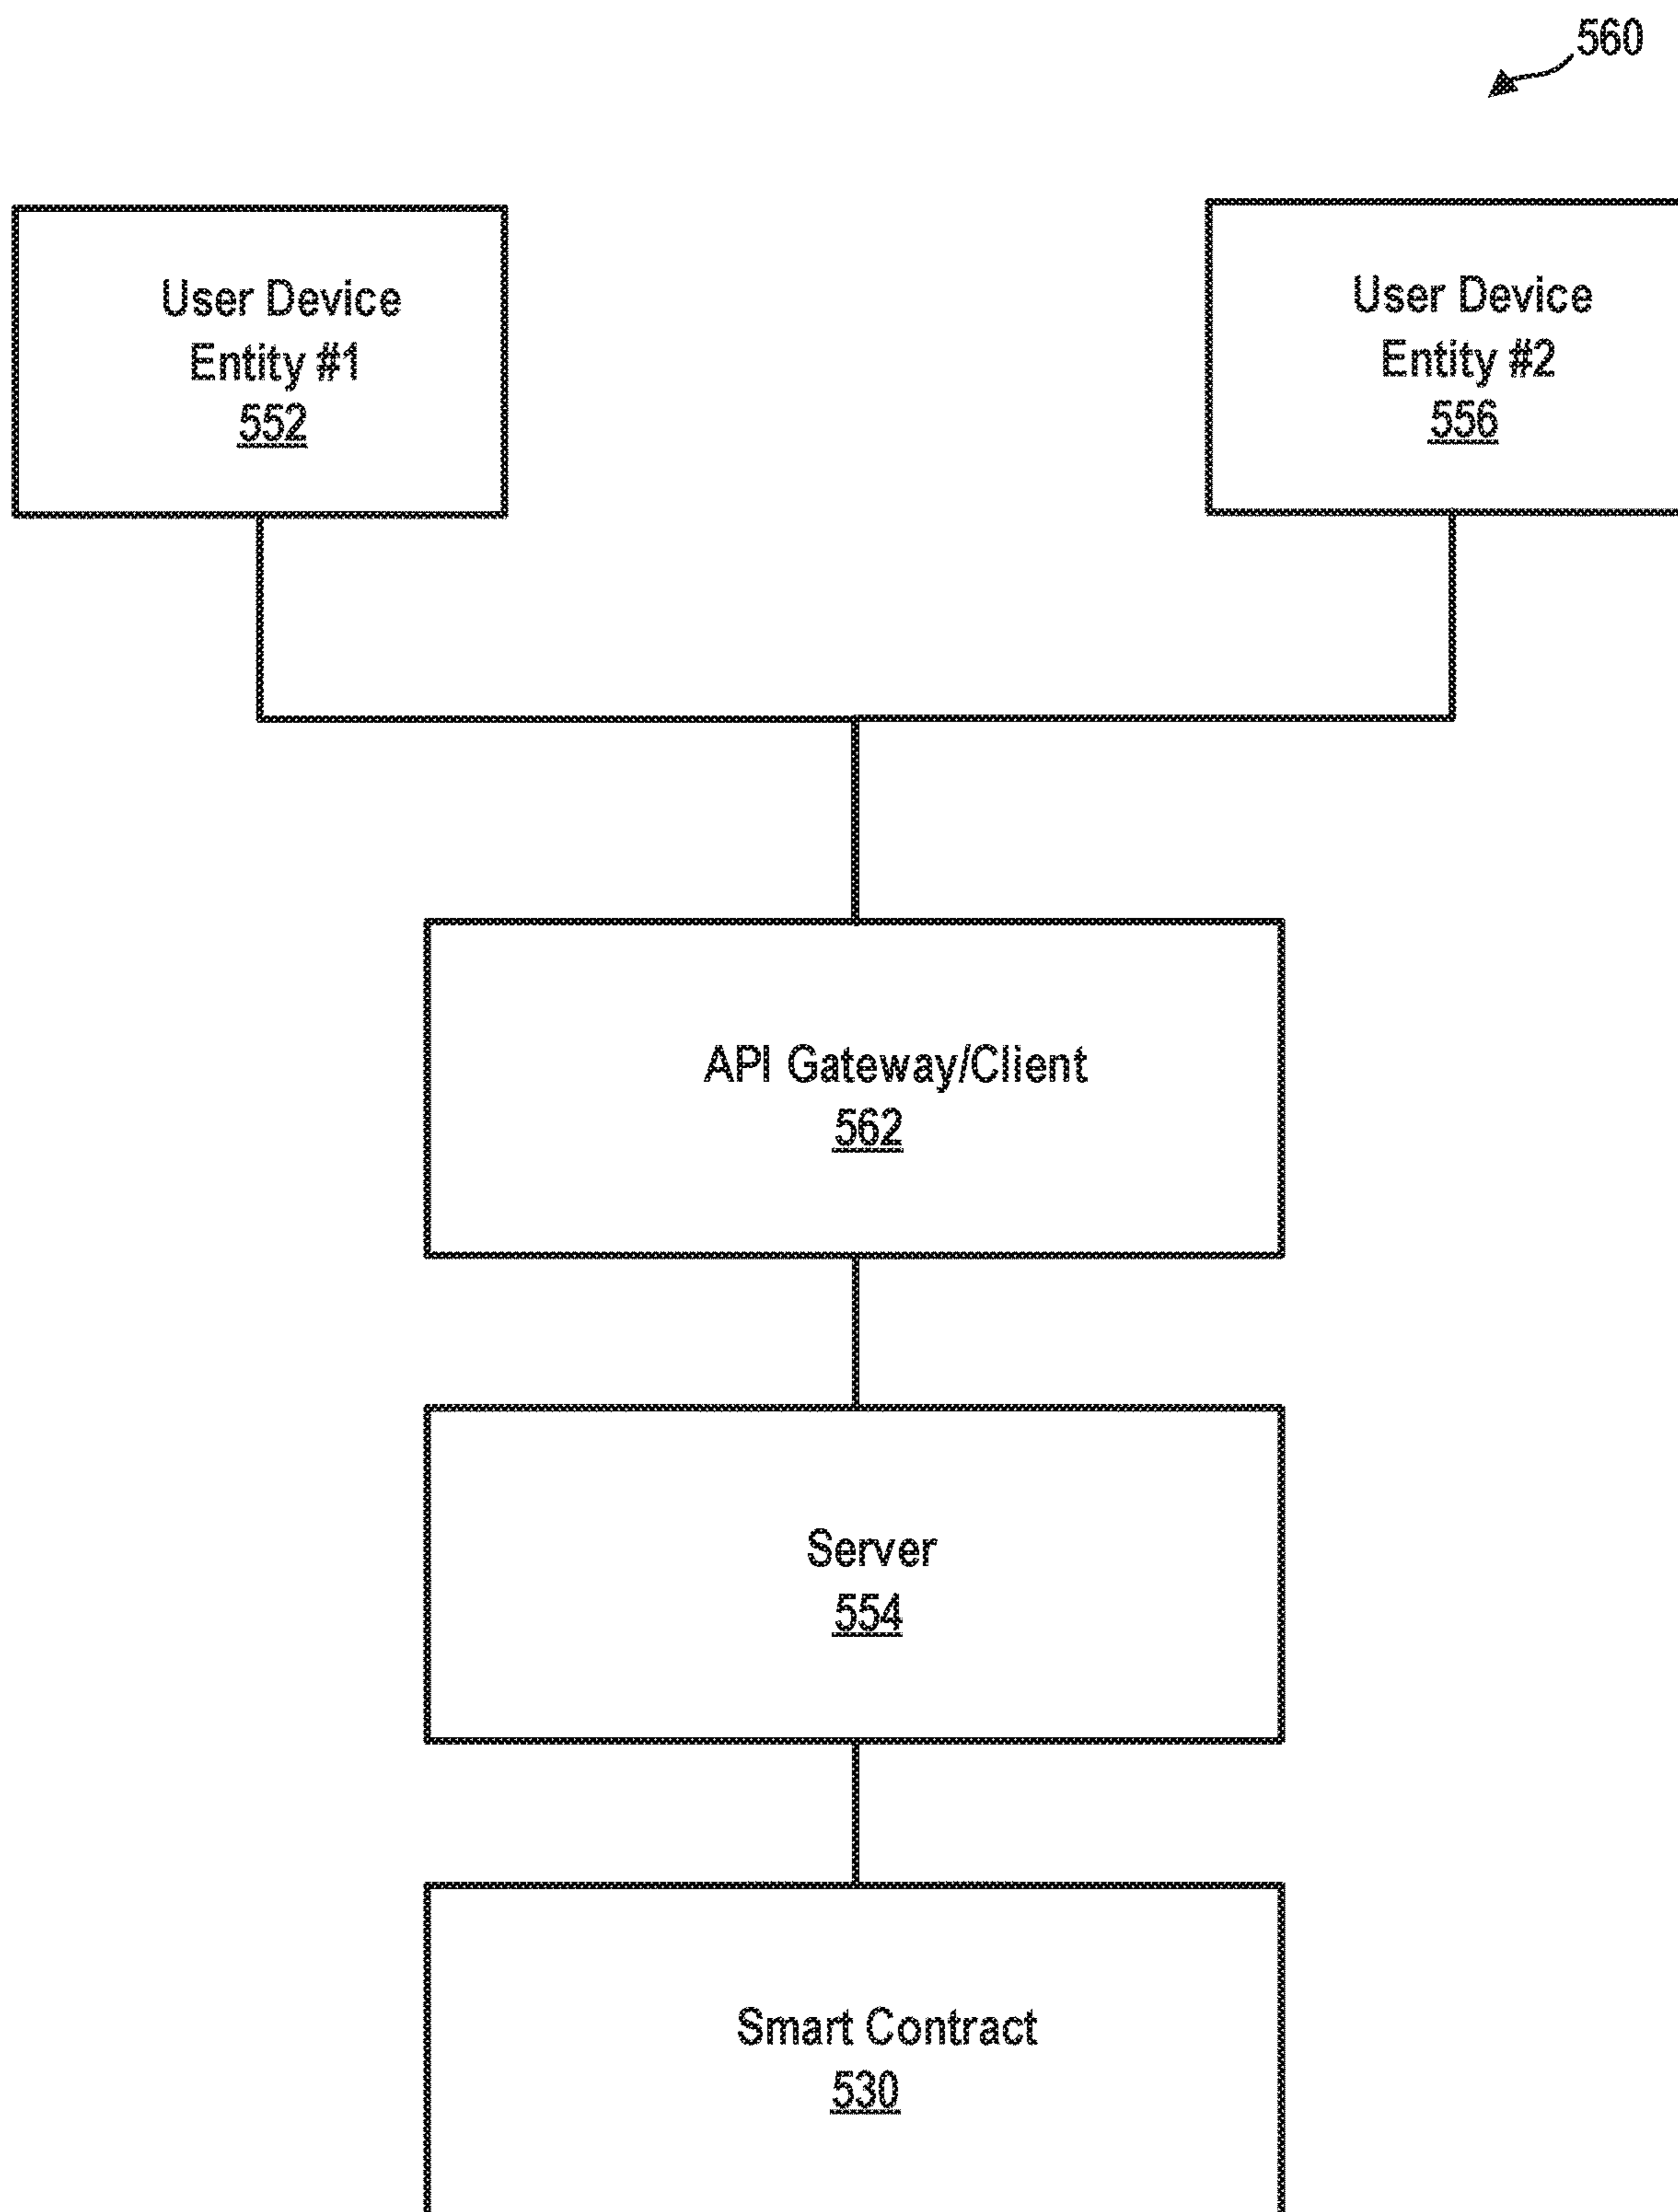 560
User Device
Entity #1
552
User Device
Entity #2
556
API Gateway/Client
562
Server
554
Smart Contract
530